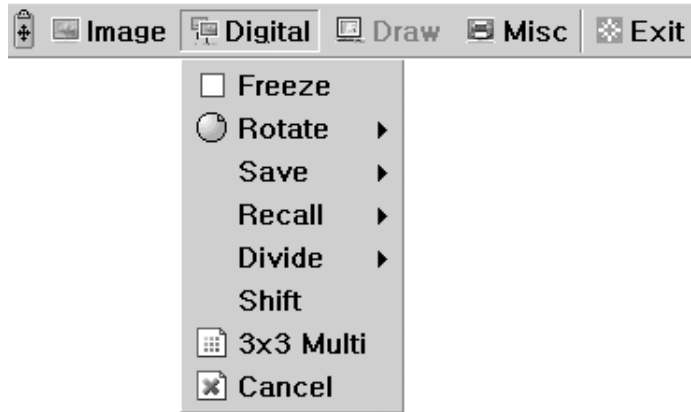 Image Digital Draw Misc Exit
Freeze
Rotate
Save
Recall
Divide
Shift
3x3 Multi
Cancel